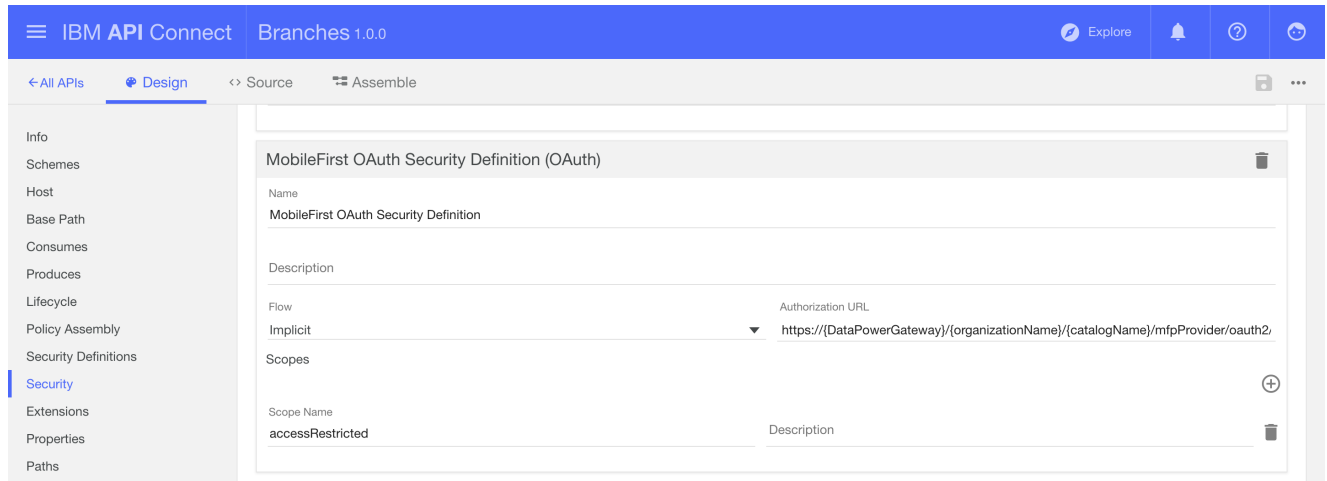 IBM API Connect Branches 1.0.0 Explore
All APIs Design <> Source Assemble
Info
Schemes
Host
Base Path
Consumes
Produces
Lifecycle
Policy Assembly
Security Definitions
Security
Extensions
Properties
Paths
MobileFirst OAuth Security Definition (OAuth)
Name
MobileFirst OAuth Security Definition
Description
Flow Authorization URL
Implicit https://{DataPowerGateway}/{organizationName}/{catalogName}/mfpProvider/oauth2/
Scopes
Scope Name
accessRestricted Description